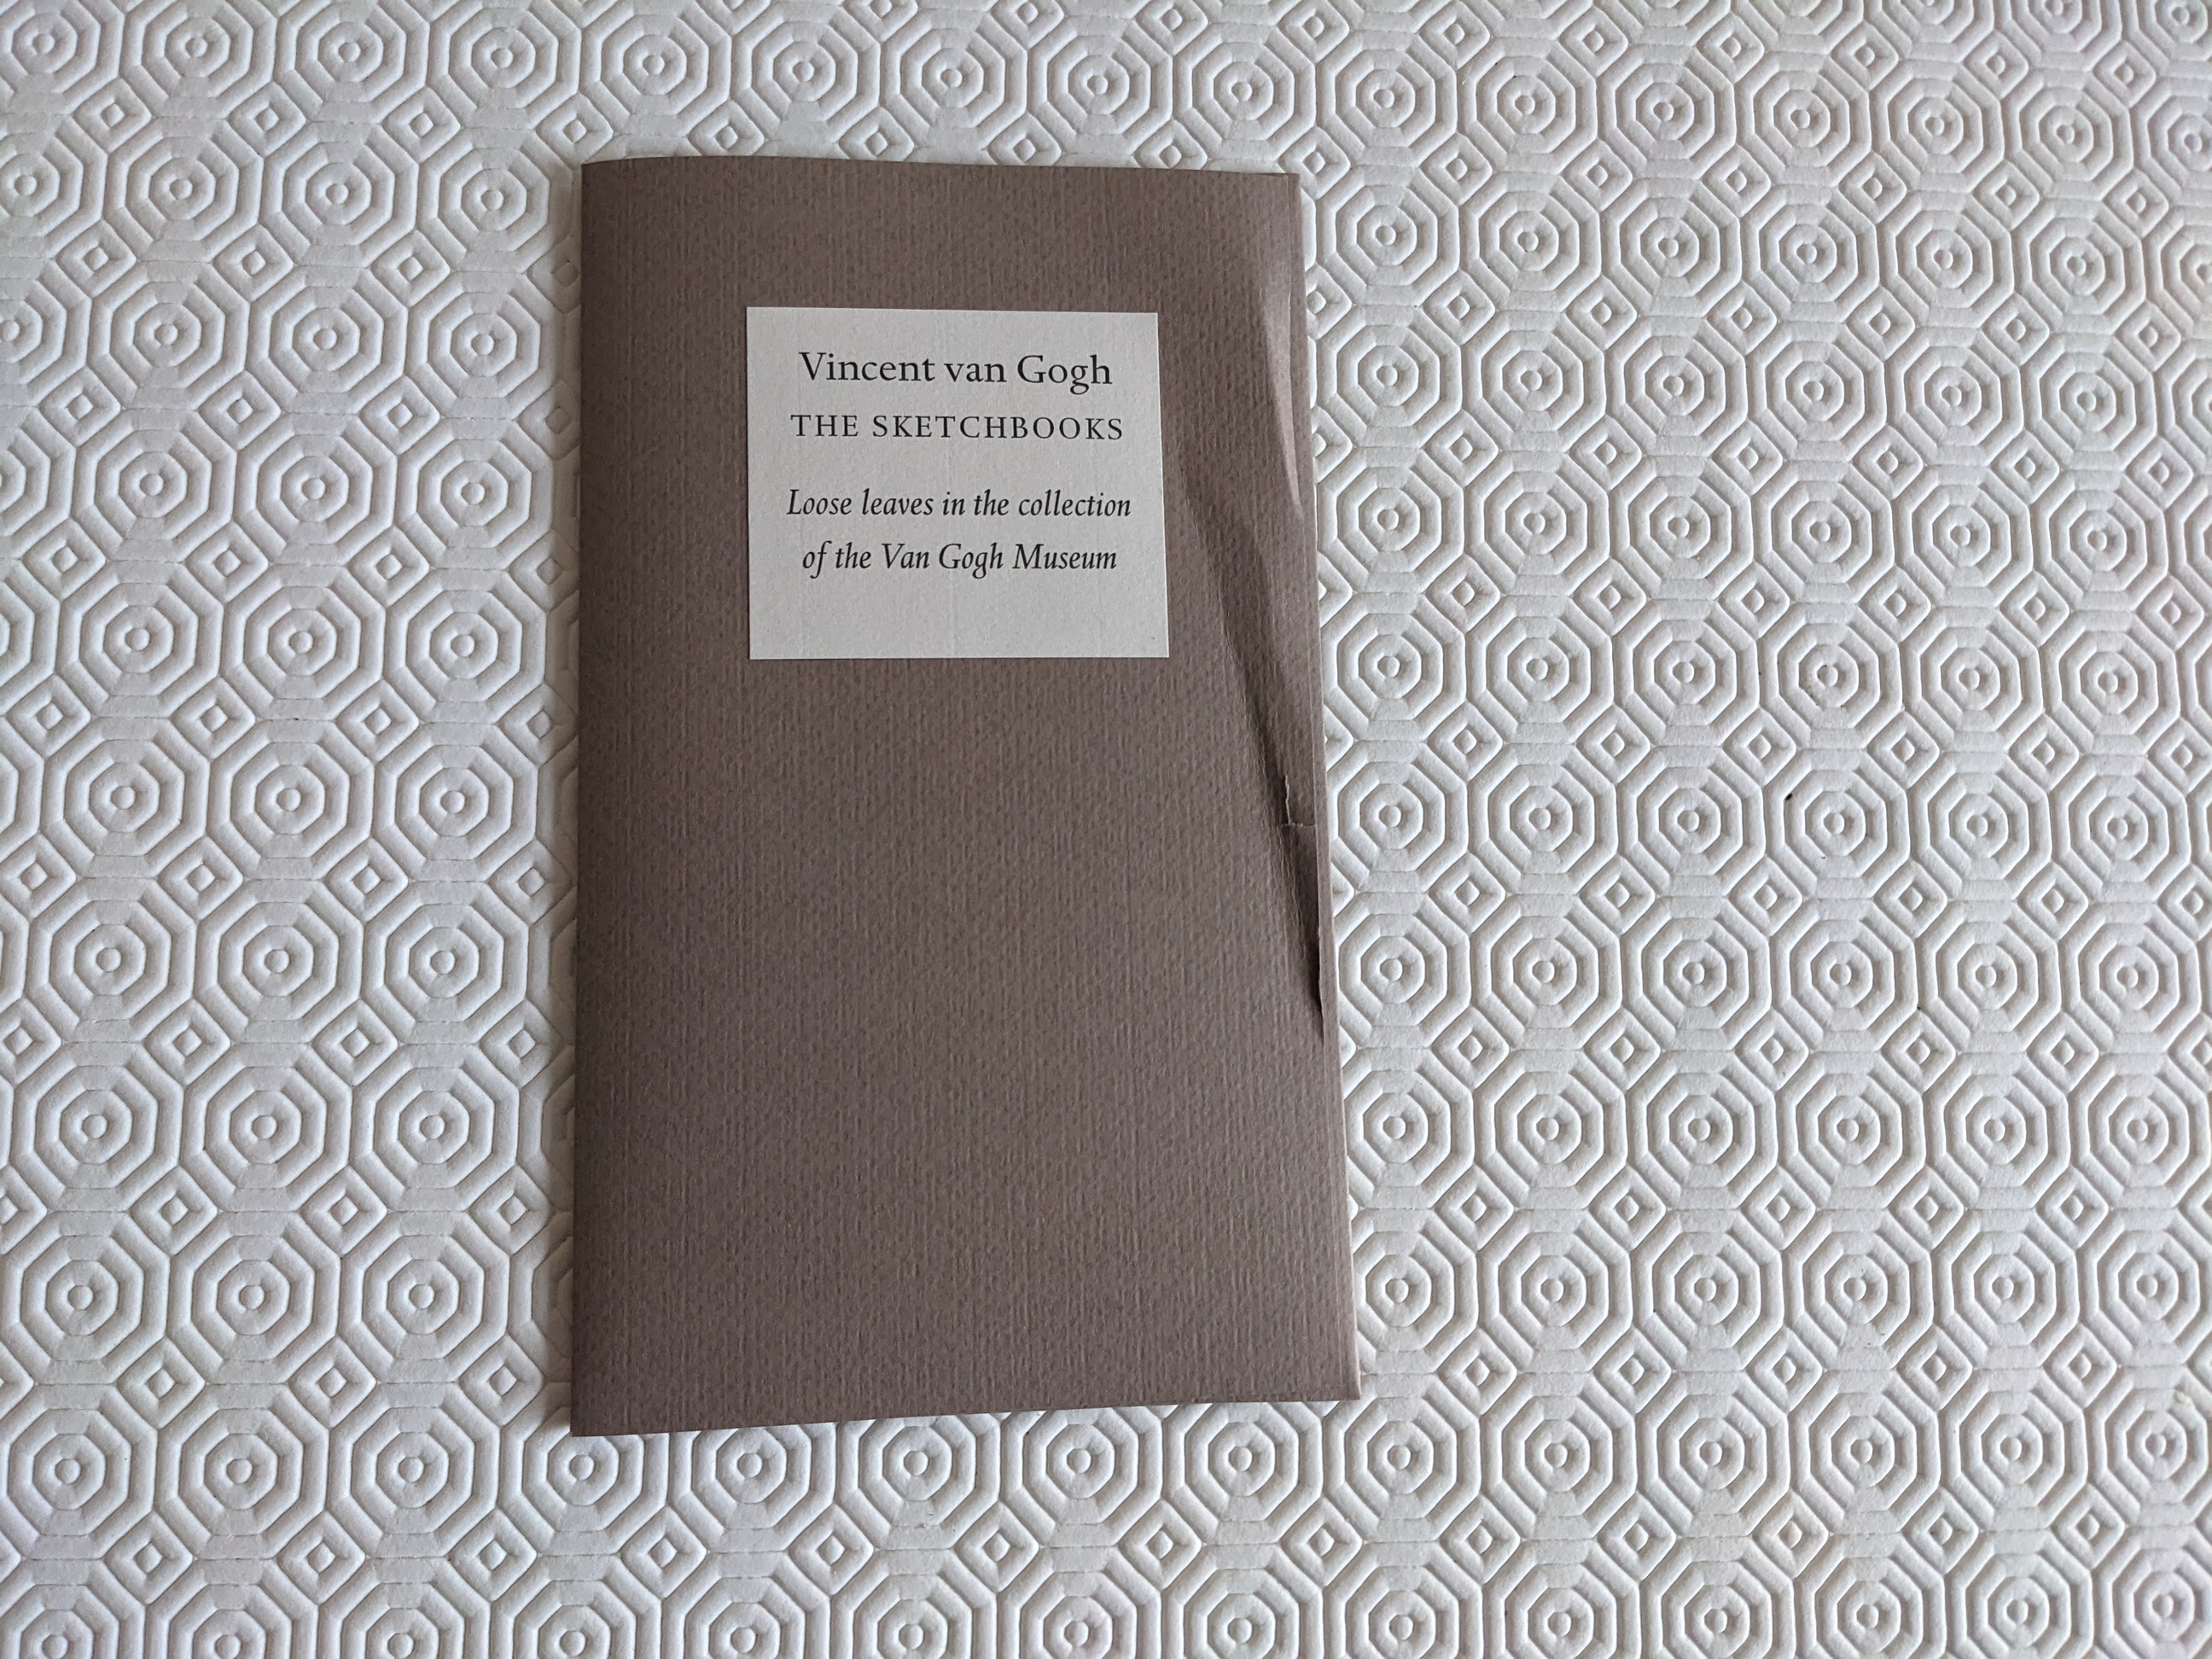 Vincent van Gogh
THE SKETCHBOOKS
Loose leaves in the collection
of the Van Gogh Museum